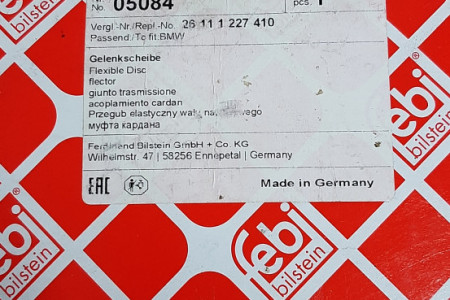 No. 05084
pcs. 1
Vergl-Nr./Repl.-No. 26 11 1 227 410
Passend/To fit: BMW
Gelenkscheibe
Flexible Disc
flector
giunto trasmissione
acoplamiento cardan
Przegub elastyczny wału
муфта кардана
Ferdinand Bilstein GmbH + Co. KG
Wilhelmstr. 47 | 58256 Ennepetal | Germany
EAC
Made in Germany
febi
bilstein
febi
bilstein
febi
bilstein
bilstein